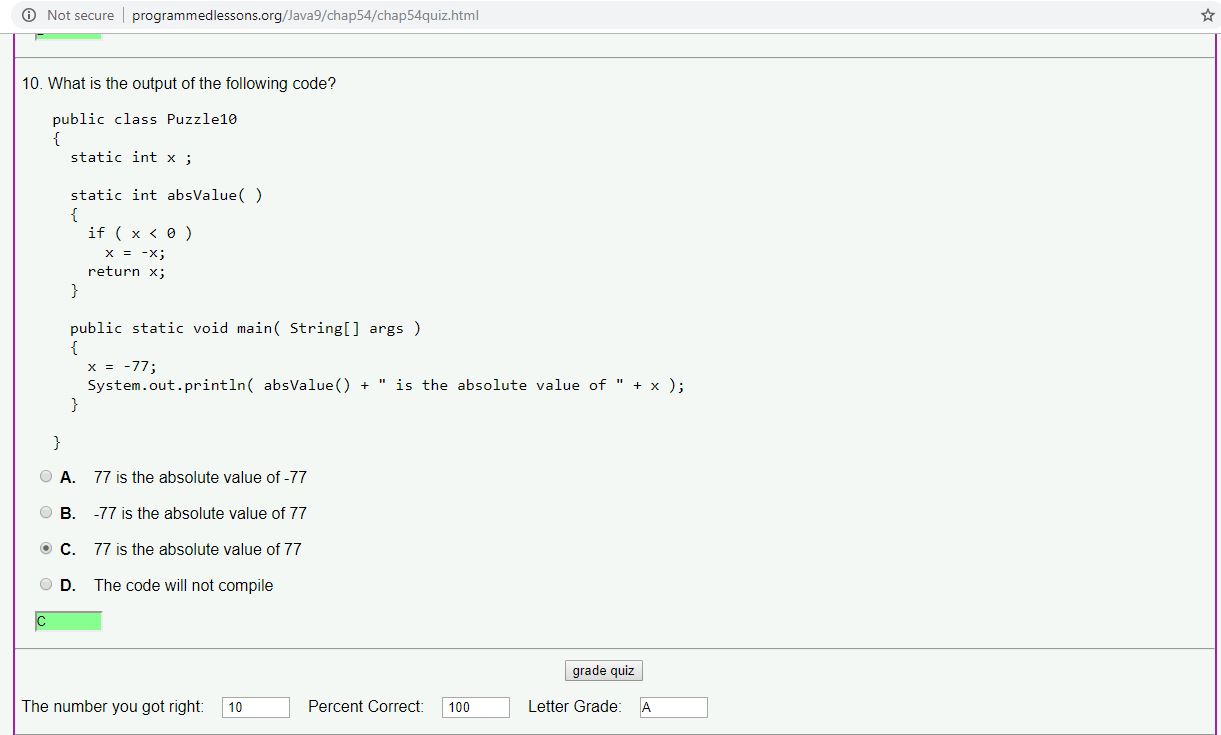 Not secure programmedlessons.org/Java9/chap54/chap54quiz.html
10. What is the output of the following code?
public class Puzzle10
{
static int x ;
static int absValue( )
{
if ( x < 0 )
x = -x;
return x;
}
public static void main( String[] args )
{
x = -77;
System.out.println( absValue() + " is the absolute value of " + x );
}
}
A. 77 is the absolute value of -77
B. -77 is the absolute value of 77
C. 77 is the absolute value of 77
D. The code will not compile
C
grade quiz
The number you got right: 10 Percent Correct: 100 Letter Grade: A